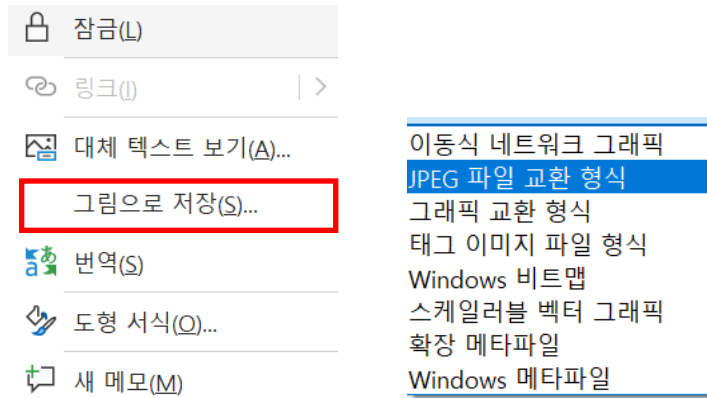 잠금(L)
링크(I)
대체 텍스트 보기(A)...
그림으로 저장(S)...
번역(S)
도형 서식(O)...
새 메모(M)
이동식 네트워크 그래픽
JPEG 파일 교환 형식
그래픽 교환 형식
태그 이미지 파일 형식
Windows 비트맵
스케일러블 벡터 그래픽
확장 메타파일
Windows 메타파일